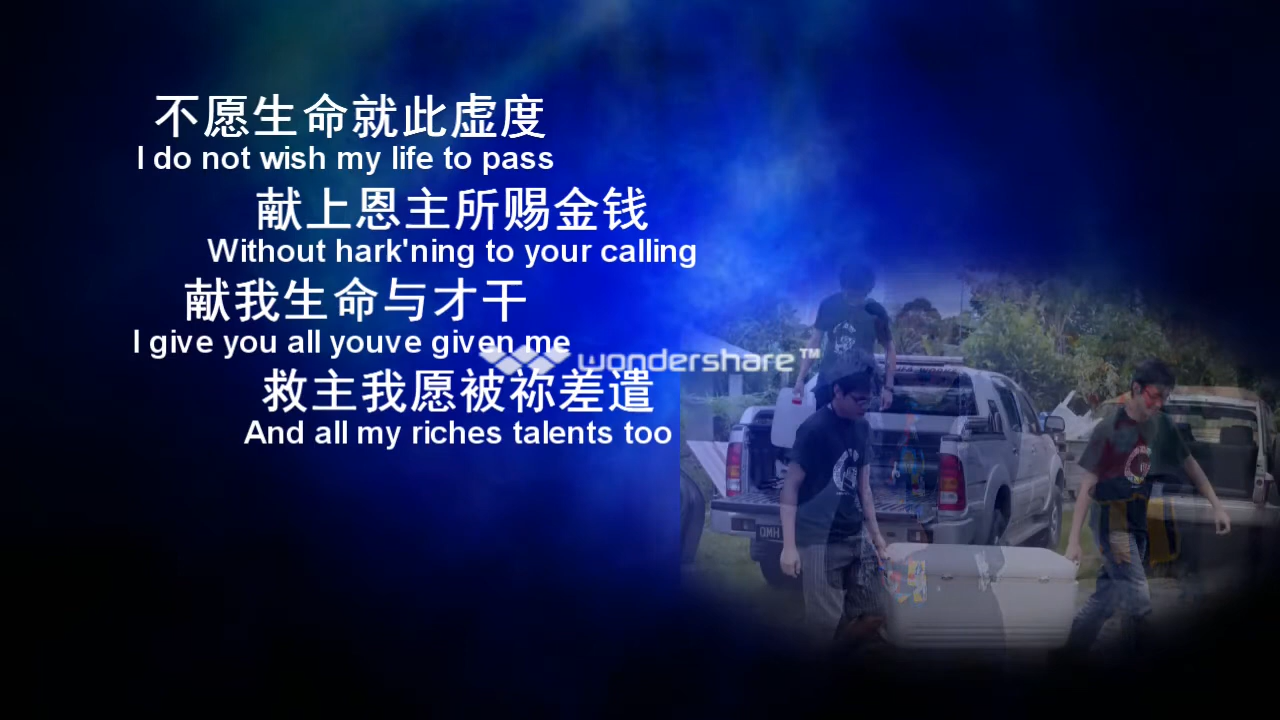 不愿生命就此虚度
I do not wish my life to pass
献上恩主所赐金钱
Without hark'ning to your calling
献我生命与才干
I give you all youve given me
wondershare™
救主我愿被祢差遣
And all my riches talents too